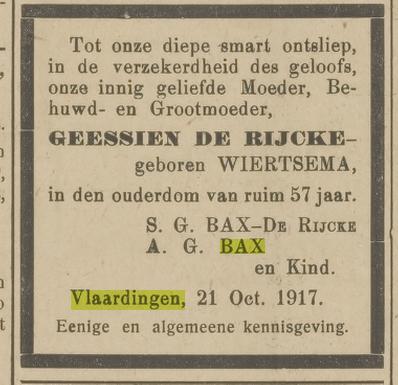 Tot onze diepe smart ontsliep,
in de verzekerdheid des geloofs,
onze innig geliefde Moeder, Be-
huwd- en Grootmoeder,
GEESSIEN DE RIJCKE–
geboren WIERTSEMA,
in den ouderdom van ruim 57 jaar.
S. G. BAX–DE RIJCKE
A. G. BAX
en Kind.
Vlaardingen, 21 Oct. 1917.
Eenige en algemeene kennisgeving.